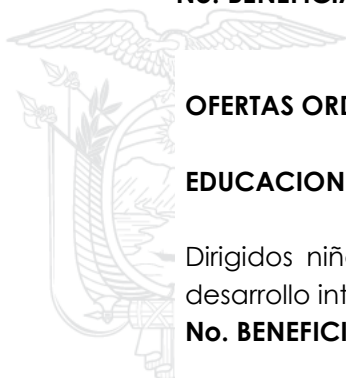 No. BENEFICIA
OFERTAS ORD
EDUCACION
Dirigidos niñ
desarrollo int
No. BENEFICI